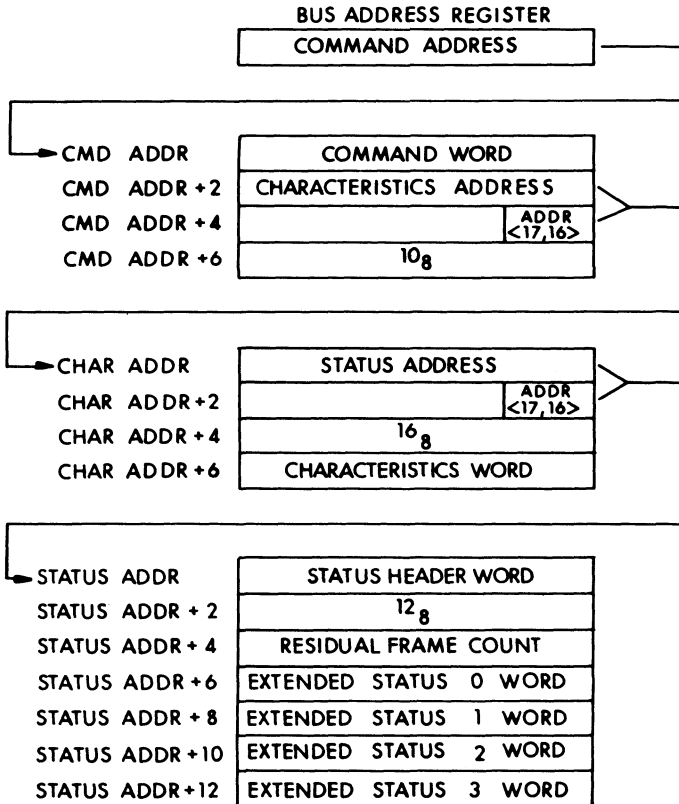 BUS ADDRESS REGISTER
COMMAND ADDRESS
CMD ADDR COMMAND WORD
CMD ADDR +2 CHARACTERISTICS ADDRESS
CMD ADDR +4 ADDR
<17,16>
CMD ADDR +6 10₈
CHAR ADDR STATUS ADDRESS
CHAR ADDR+2 ADDR
<17,16>
CHAR ADDR +4 16₈
CHAR ADDR +6 CHARACTERISTICS WORD
STATUS ADDR STATUS HEADER WORD
STATUS ADDR + 2 12₈
STATUS ADDR + 4 RESIDUAL FRAME COUNT
STATUS ADDR +6 EXTENDED STATUS 0 WORD
STATUS ADDR + 8 EXTENDED STATUS 1 WORD
STATUS ADDR +10 EXTENDED STATUS 2 WORD
STATUS ADDR+12 EXTENDED STATUS 3 WORD